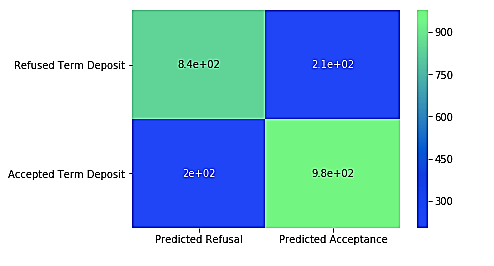 Refused Term Deposit
8.4e+02
2.1e+02
Accepted Term Deposit
2e+02
9.8e+02
Predicted Refusal
Predicted Acceptance
900
750
600
450
300